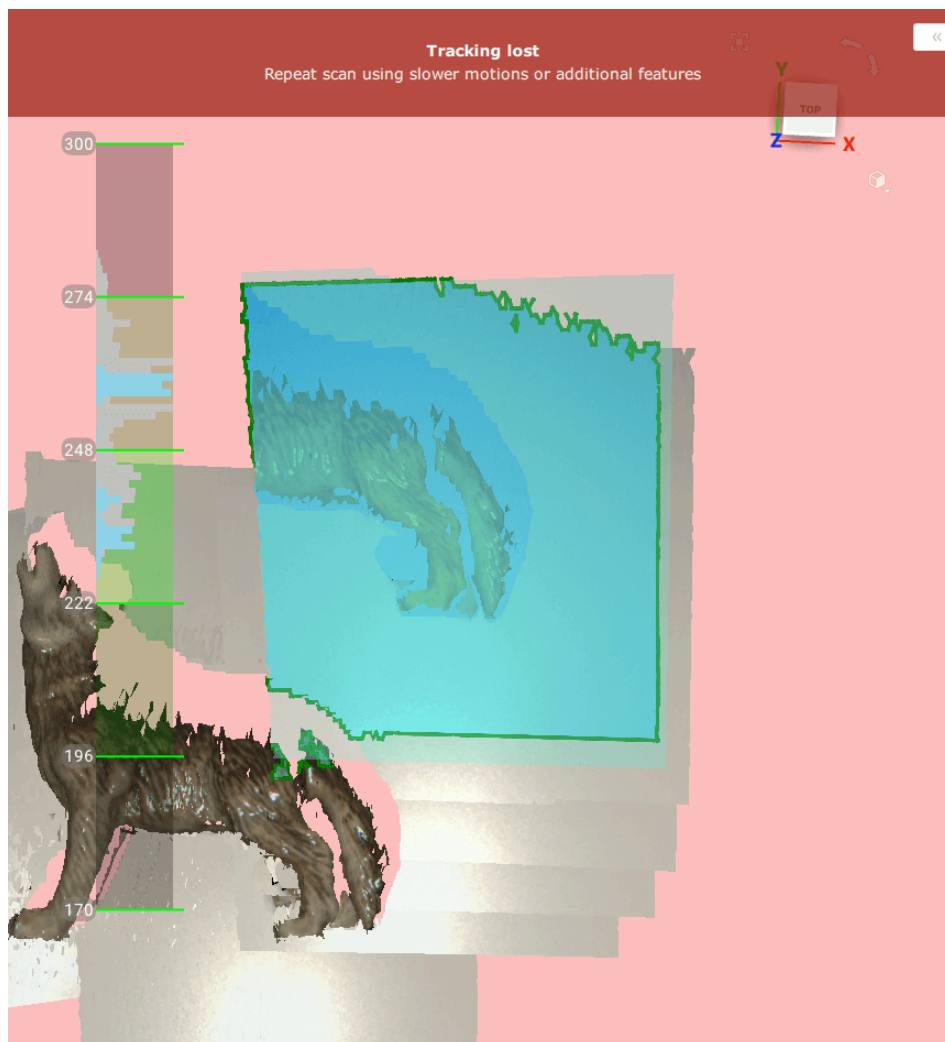 Tracking lost
Repeat scan using slower motions or additional features
«
Y
TOP
Z
X
300
274
248
222
196
170